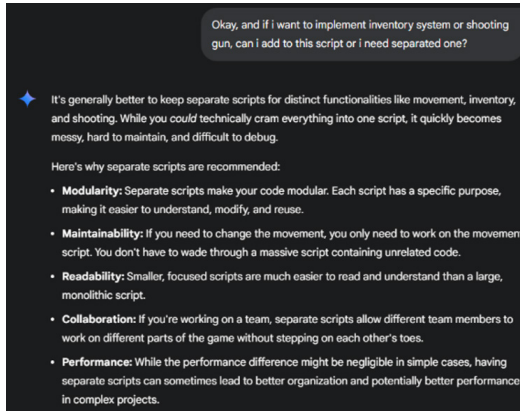 Okay, and if i want to implement inventory system or shooting
gun, can i add to this script or i need separated one?
It's generally better to keep separate scripts for distinct functionalities like movement, inventory,
and shooting. While you could technically cram everything into one script, it quickly becomes
messy, hard to maintain, and difficult to debug.
Here's why separate scripts are recommended:
• Modularity: Separate scripts make your code modular. Each script has a specific purpose,
making it easier to understand, modify, and reuse.
• Maintainability: If you need to change the movement, you only need to work on the movement
script. You don't have to wade through a massive script containing unrelated code.
• Readability: Smaller, focused scripts are much easier to read and understand than a large,
monolithic script.
• Collaboration: If you're working on a team, separate scripts allow different team members to
work on different parts of the game without stepping on each other's toes.
• Performance: While the performance difference might be negligible in simple cases, having
separate scripts can sometimes lead to better organization and potentially better performance
in complex projects.